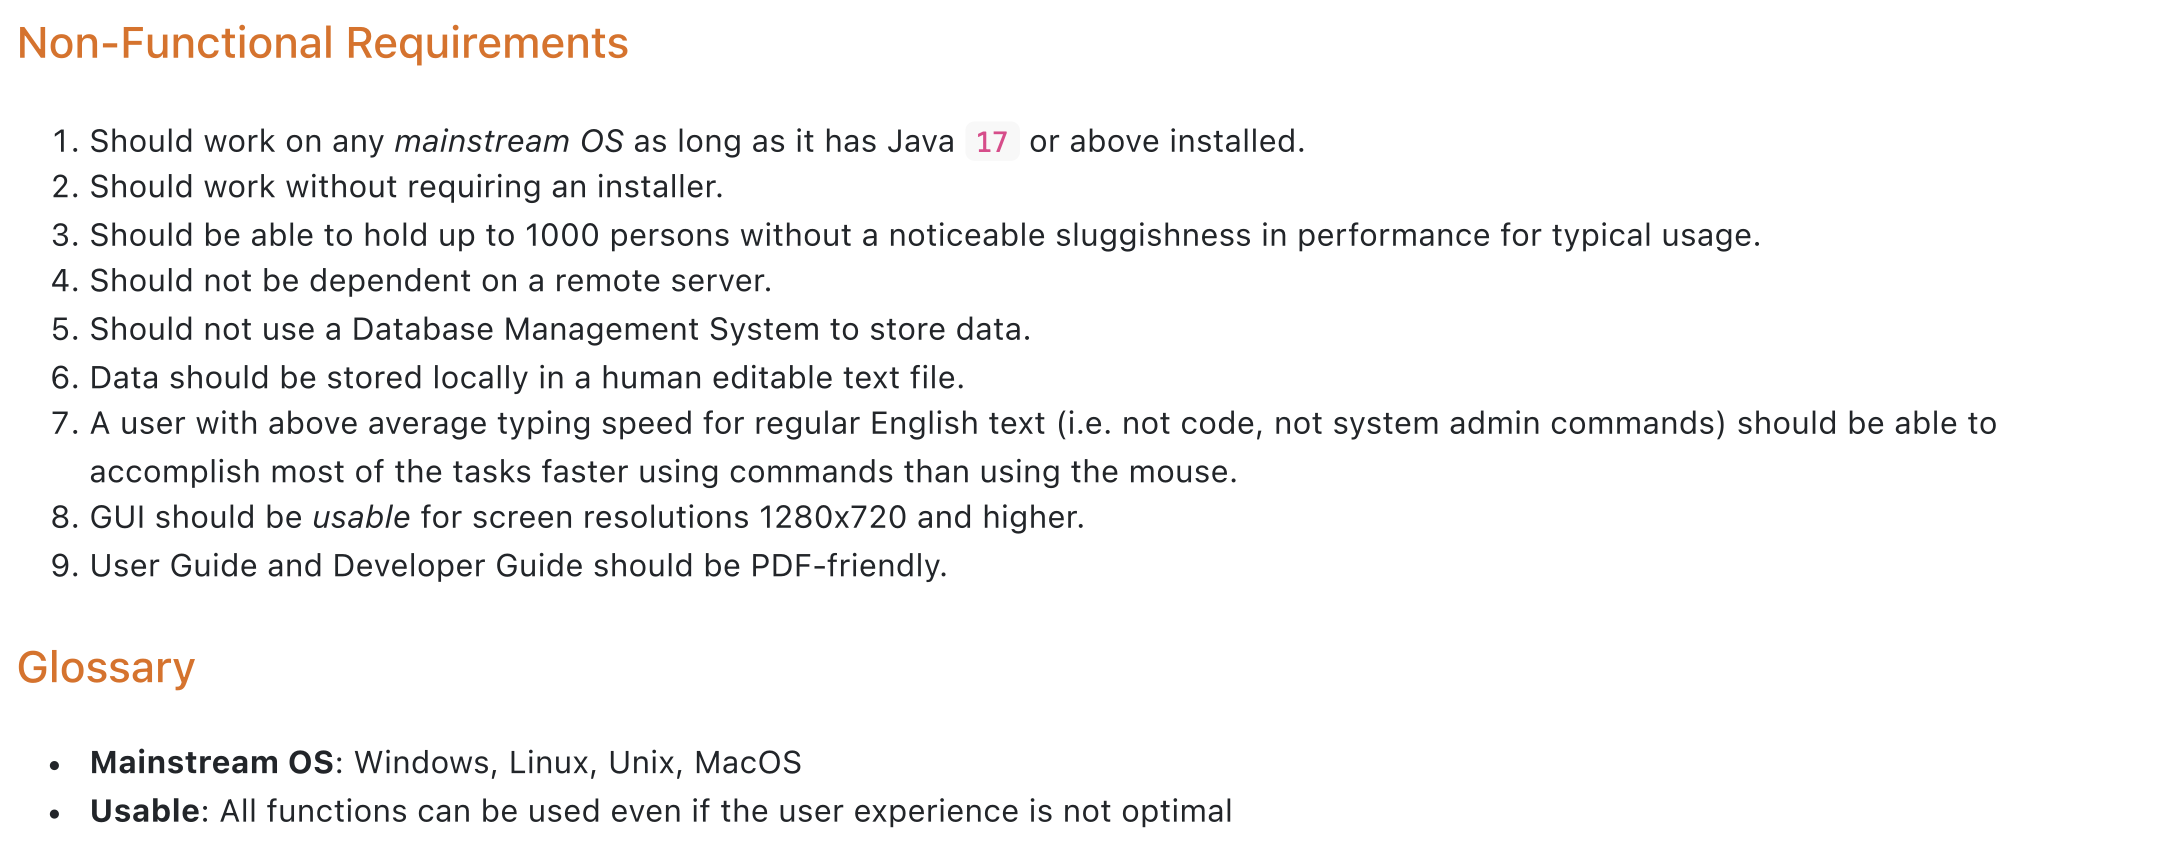 Non-Functional Requirements
1. Should work on any mainstream OS as long as it has Java 17 or above installed.
2. Should work without requiring an installer.
3. Should be able to hold up to 1000 persons without a noticeable sluggishness in performance for typical usage.
4. Should not be dependent on a remote server.
5. Should not use a Database Management System to store data.
6. Data should be stored locally in a human editable text file.
7. A user with above average typing speed for regular English text (i.e. not code, not system admin commands) should be able to
accomplish most of the tasks faster using commands than using the mouse.
8. GUI should be usable for screen resolutions 1280x720 and higher.
9. User Guide and Developer Guide should be PDF-friendly.
Glossary
• Mainstream OS: Windows, Linux, Unix, MacOS
• Usable: All functions can be used even if the user experience is not optimal